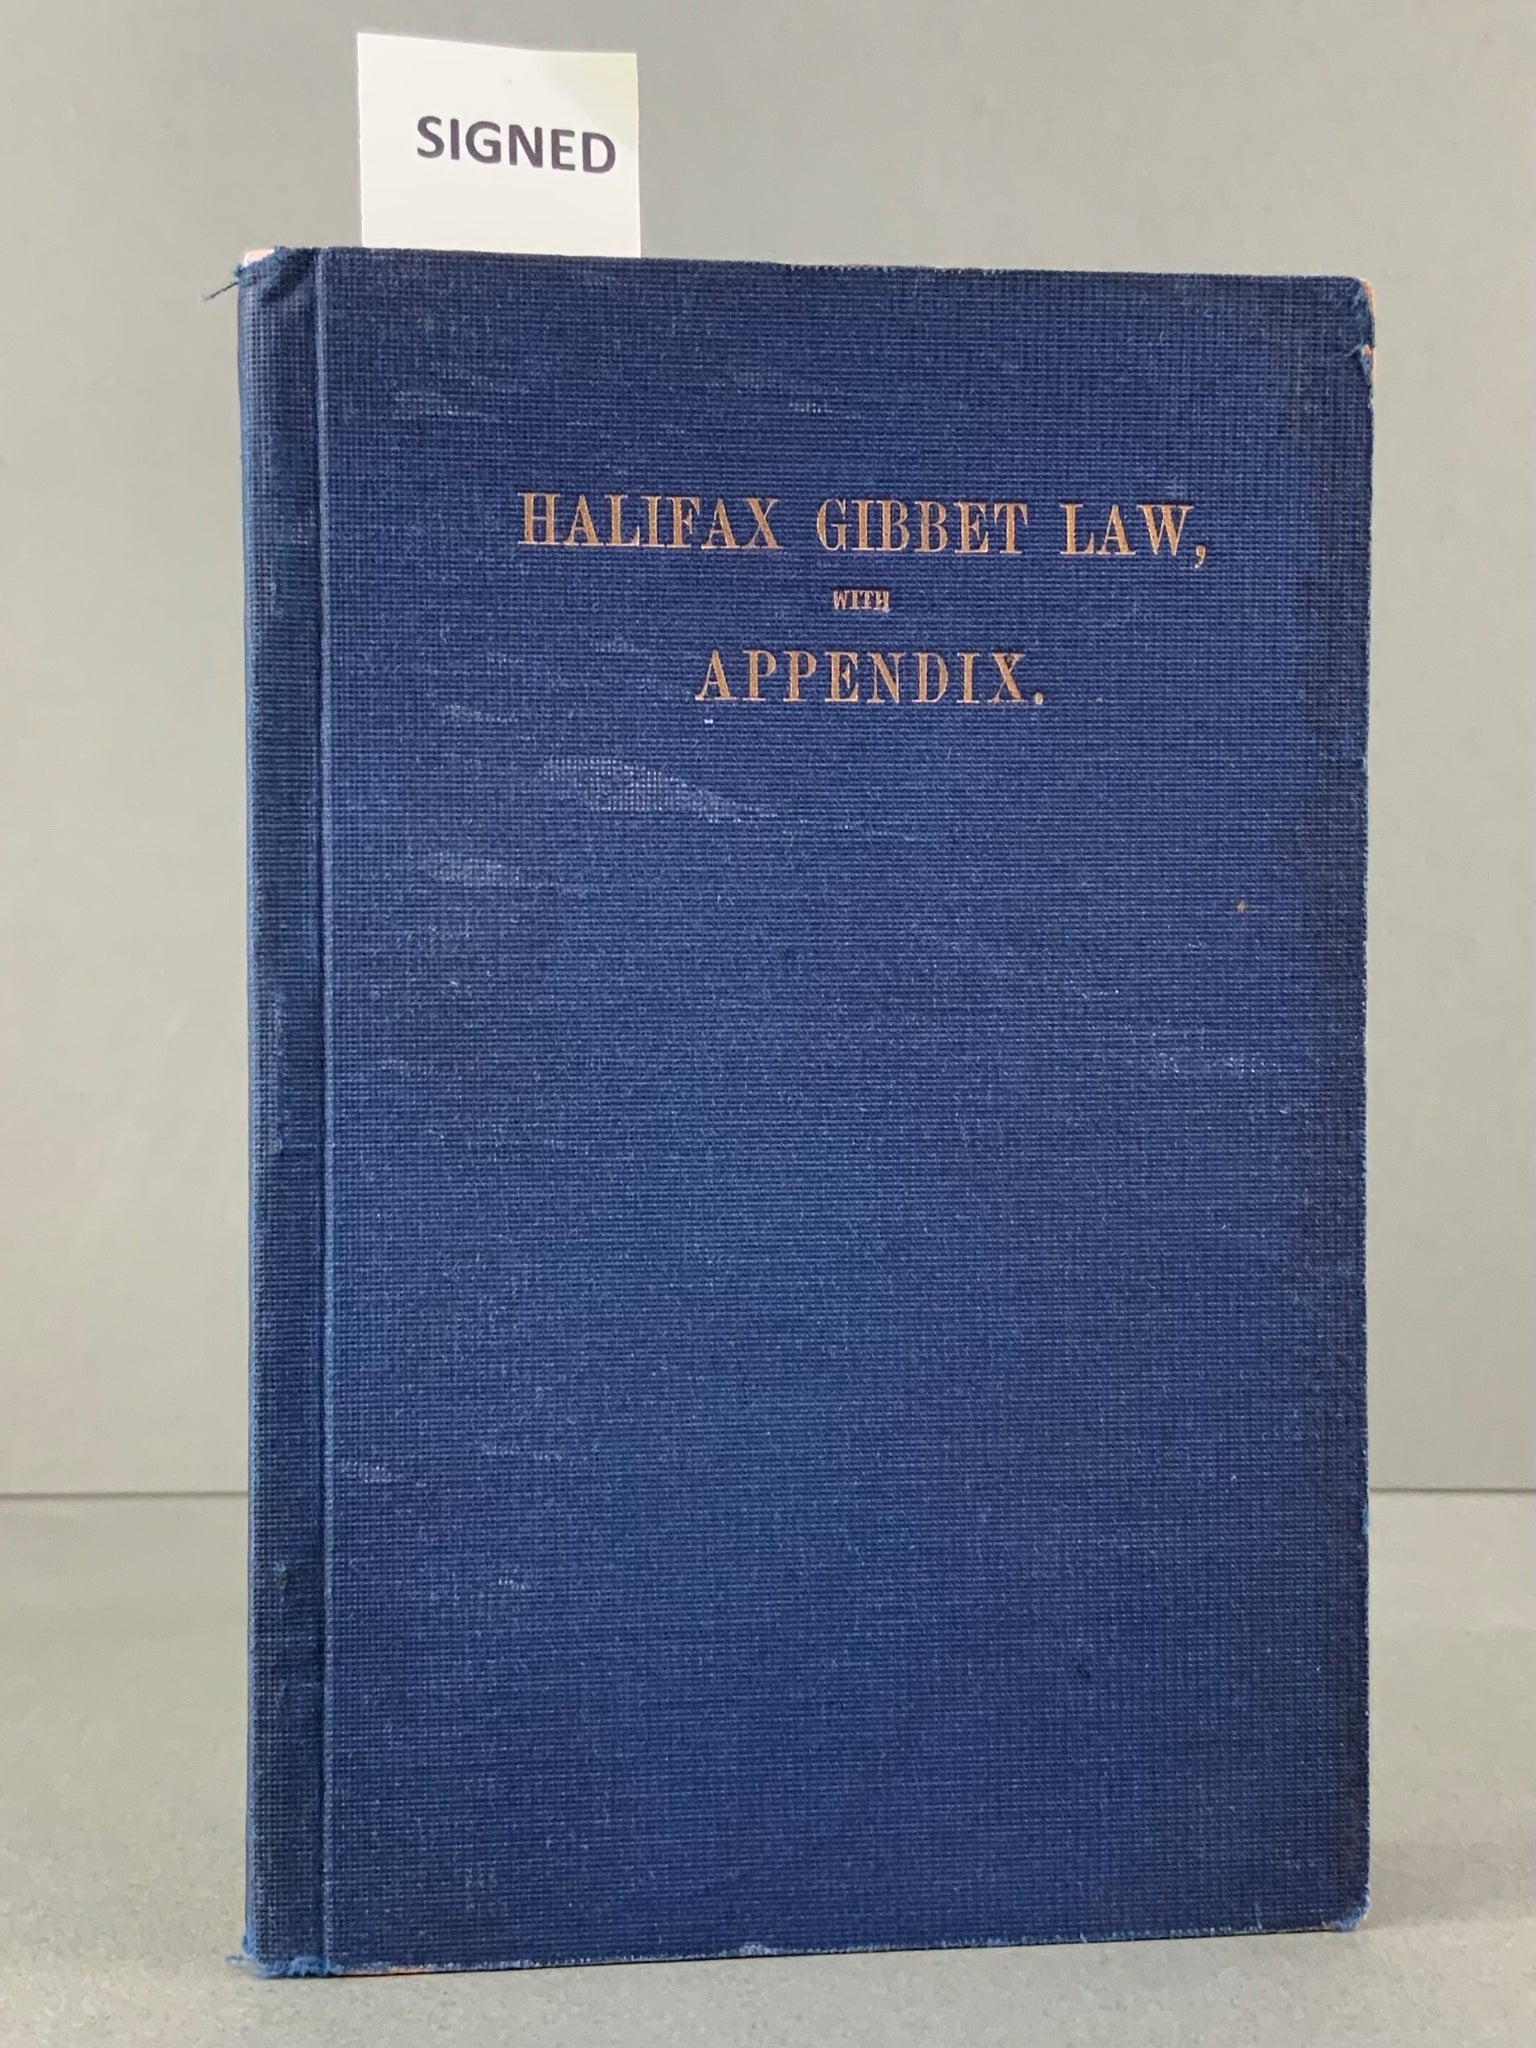 SIGNED
HALIFAX GIBBET LAW,
WITH
APPENDIX.